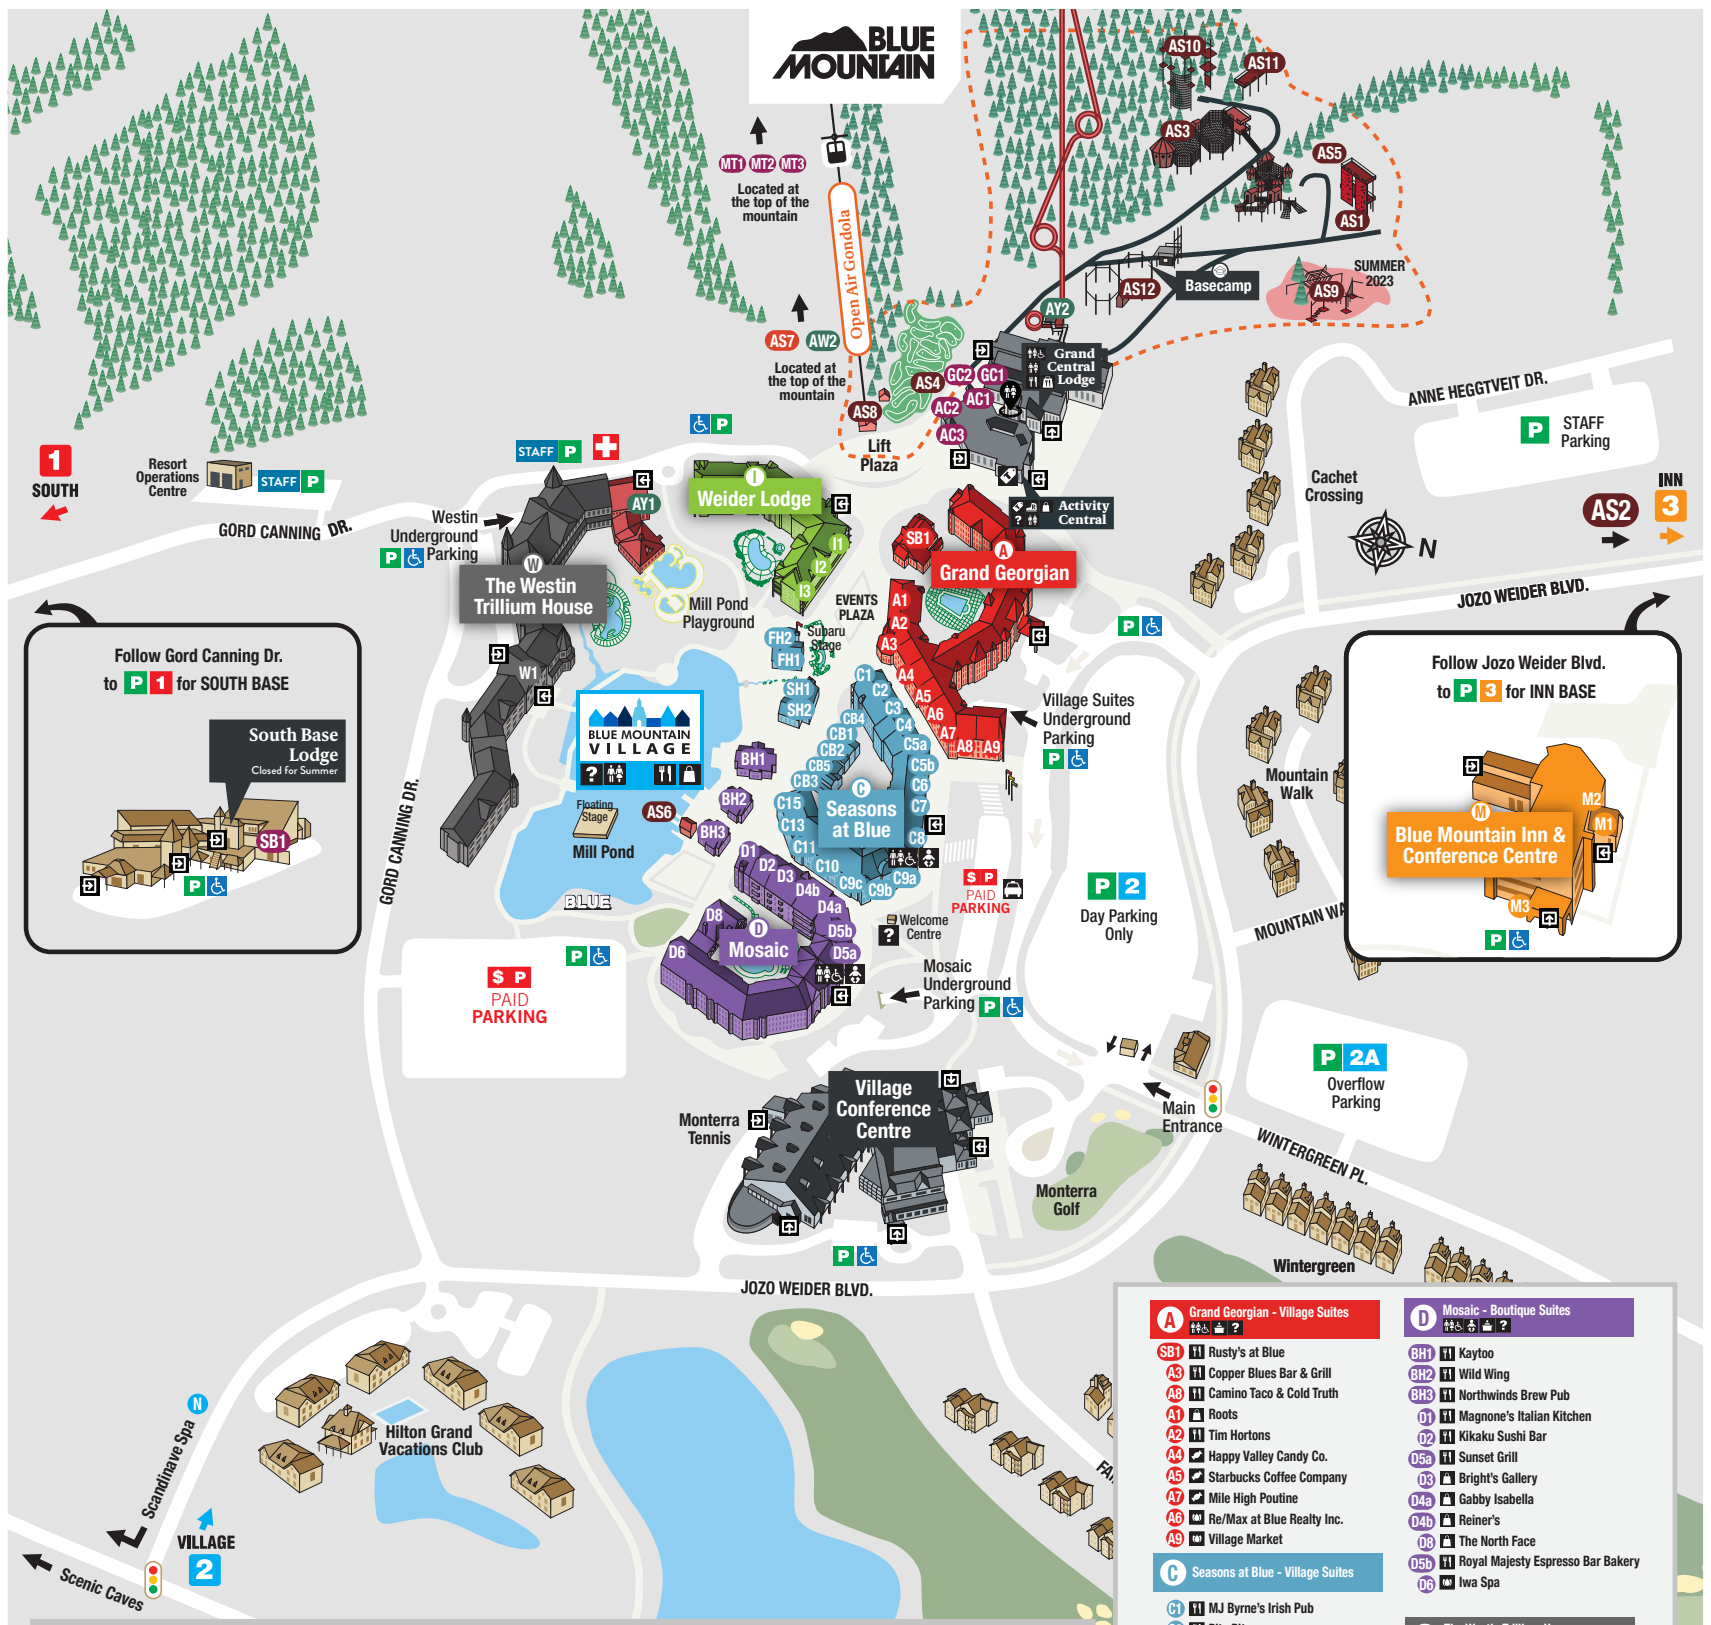 BLUE
MOUNTAIN
AS10
AS11
AS3
AS5
AS1
MT1 MT2 MT3
Located at
the top of the
mountain
Open Air Gondola
AS12
Basecamp
SUMMER
2023
AS9
AY2
AS7 AW2
Located at
the top of the
mountain
Grand
Central
Lodge
GC2 GC1
AS4
AC1
AC2
AC3
AS8
Lift
Plaza
ANNE HEGGTVEIT DR.
P STAFF
Parking
1
SOUTH
Resort
Operations
Centre
STAFF P
STAFF P
P
GORD CANNING DR.
Westin
Underground
Parking
P
AY1
I
Weider Lodge
I1
I2
I3
Activity
Central
?
SB1
A
Grand Georgian
Cachet
Crossing
AS2
INN
3
N
JOZO WEIDER BLVD.
W
The Westin
Trillium House
W1
Mill Pond
Playground
EVENTS
PLAZA
Subaru
Stage
FH2
FH1
SH1
SH2
A1
A2
A3
A4
A5
A6
A7
A8 A9
P
Follow Gord Canning Dr.
to P 1 for SOUTH BASE
South Base
Lodge
Closed for Summer
SB1
P
BLUE MOUNTAIN
VILLAGE
?
C1
C2
C3
C4
CB4
CB1
CB2
CB5
CB3
C5a
C5b
C6
C7
C8
C15
C13
C11
C10
C9c
C9b
C9a
C
Seasons
at Blue
Village Suites
Underground
Parking
P
Mountain
Walk
Follow Jozo Weider Blvd.
to P 3 for INN BASE
M
Blue Mountain Inn &
Conference Centre
M2
M1
M3
P
BH1
BH2
BH3
AS6
Floating
Stage
Mill Pond
BLUE
GORD CANNING DR.
D1
D2
D3
D4b
D4a
D5b
D5a
D8
D6
D
Mosaic
$ P
PAID
PARKING
P 2
Day Parking
Only
MOUNTAIN WA
Welcome
Centre
?
Mosaic
Underground
Parking P
P
$ P
PAID
PARKING
P 2A
Overflow
Parking
Main
Entrance
Village
Conference
Centre
Monterra
Tennis
Monterra
Golf
WINTERGREEN PL.
Wintergreen
P
JOZO WEIDER BLVD.
Hilton Grand
Vacations Club
N
Scandinave Spa
VILLAGE
2
Scenic Caves
FA
A Grand Georgian - Village Suites
?
SB1 Rusty's at Blue
A3 Copper Blues Bar & Grill
A8 Camino Taco & Cold Truth
A1 Roots
A2 Tim Hortons
A4 Happy Valley Candy Co.
A5 Starbucks Coffee Company
A7 Mile High Poutine
A6 Re/Max at Blue Realty Inc.
A9 Village Market
C Seasons at Blue - Village Suites
C1 MJ Byrne's Irish Pub
D Mosaic - Boutique Suites
?
BH1 Kaytoo
BH2 Wild Wing
BH3 Northwinds Brew Pub
D1 Magnone's Italian Kitchen
D2 Kikaku Sushi Bar
D5a Sunset Grill
D3 Bright's Gallery
D4a Gabby Isabella
D4b Reiner's
D8 The North Face
D5b Royal Majesty Espresso Bar Bakery
D6 Iwa Spa